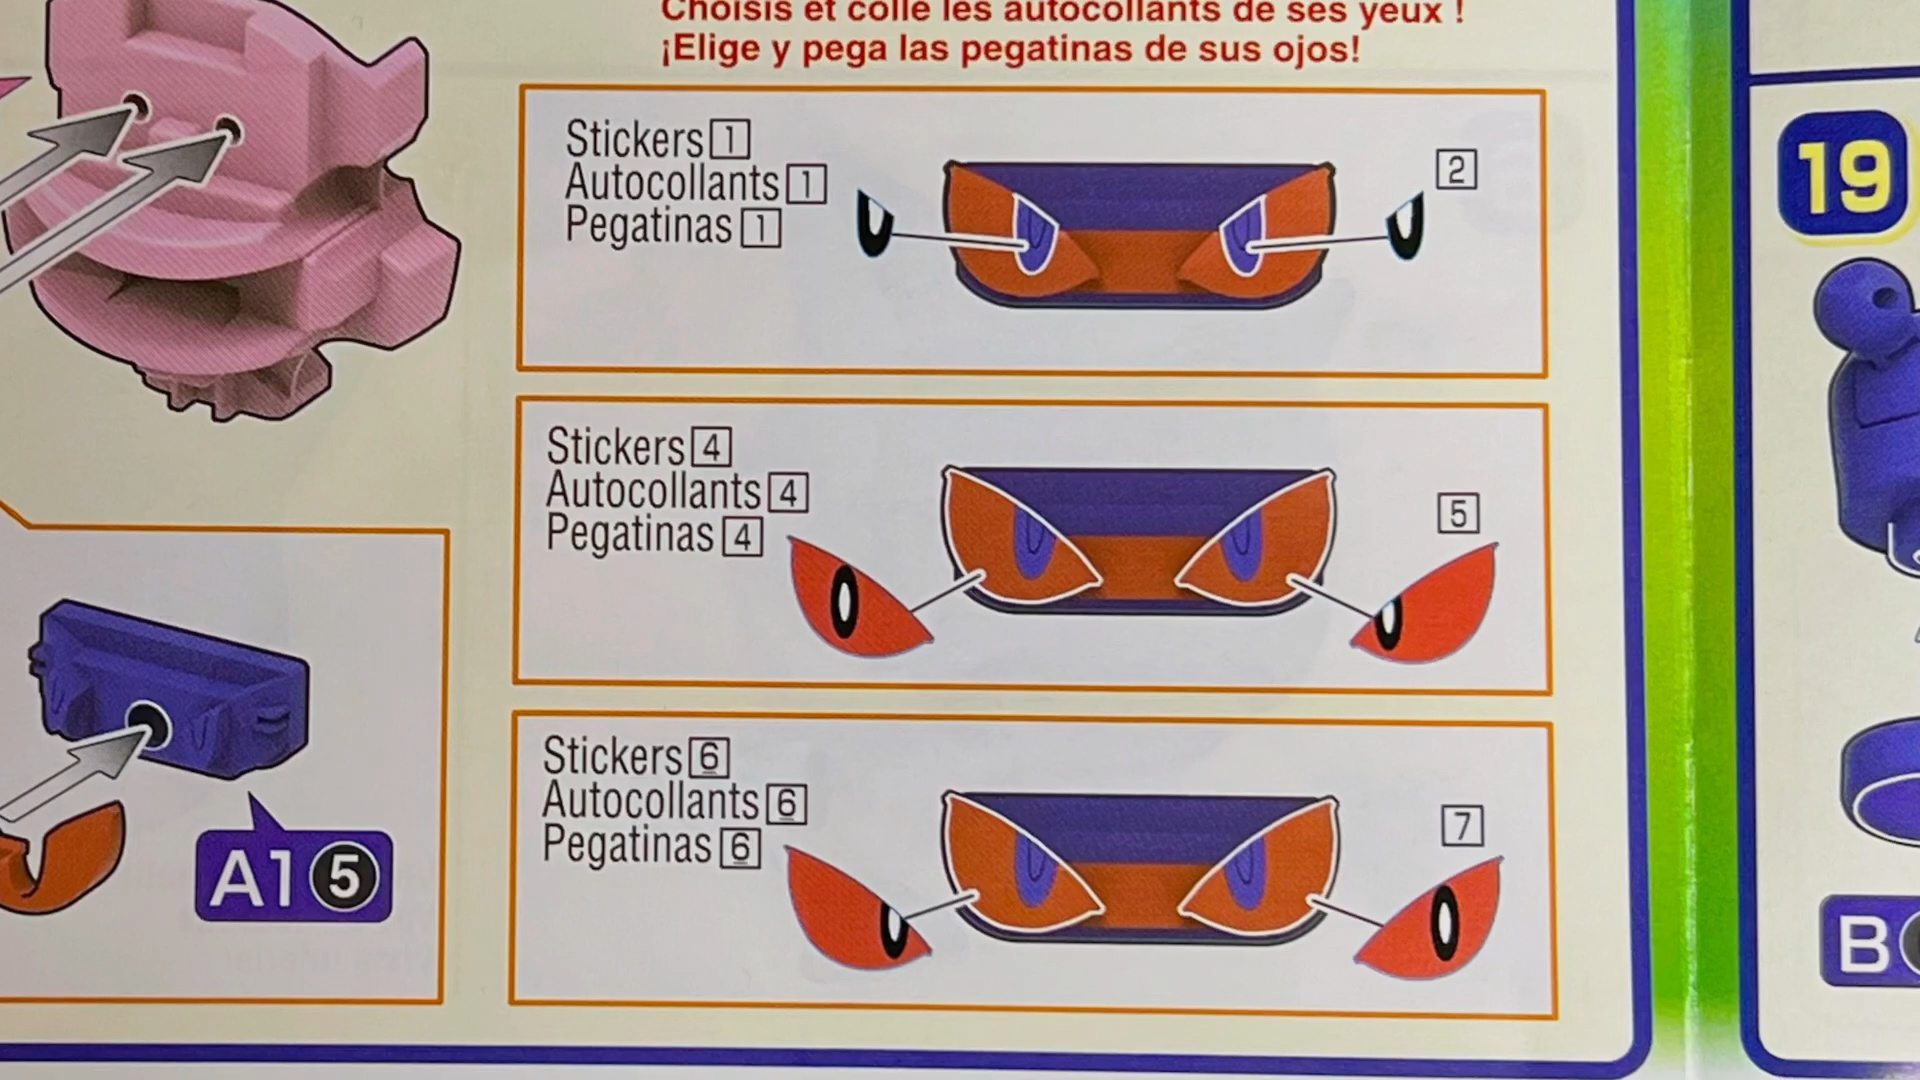 Choisis et colle les autocollants de ses yeux !
¡Elige y pega las pegatinas de sus ojos!
Stickers 1
Autocollants 1
Pegatinas 1
2
Stickers 4
Autocollants 4
Pegatinas 4
5
Stickers 6
Autocollants 6
Pegatinas 6
7
A1 5
19
B